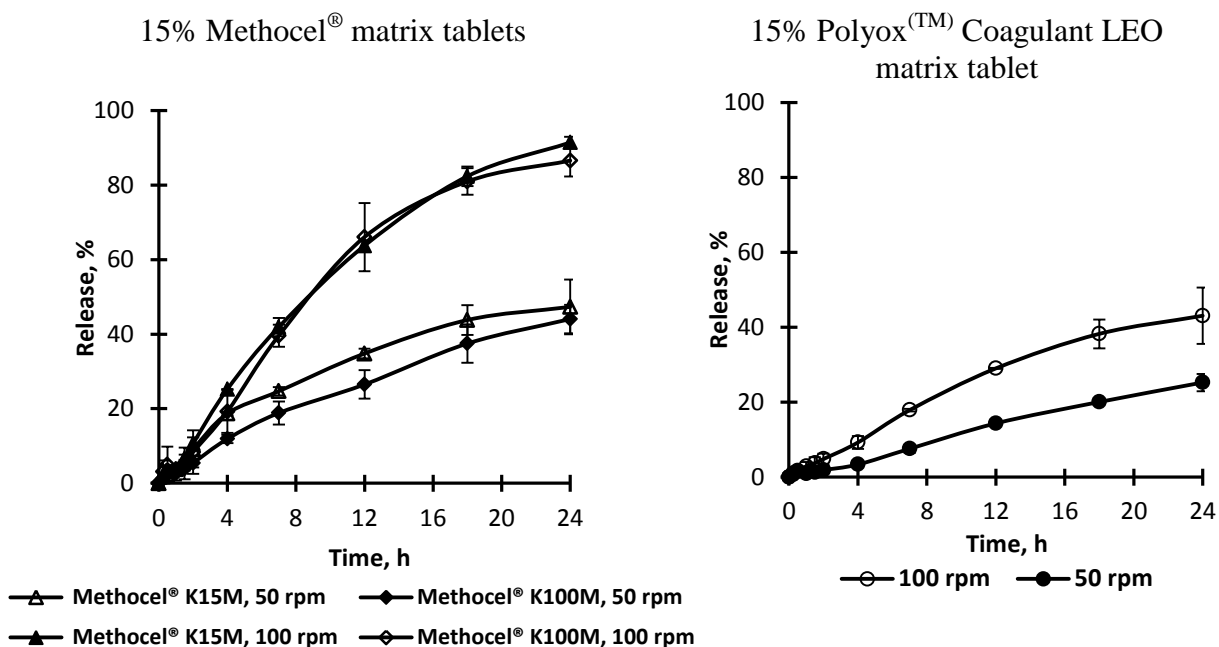 15% Methocel® matrix tablets
100
80
60
40
20
0
Release, %
0 4 8 12 16 20 24
Time, h
Methocel® K15M, 50 rpm
Methocel® K100M, 50 rpm
Methocel® K15M, 100 rpm
Methocel® K100M, 100 rpm
15% Polyox(TM) Coagulant LEO
matrix tablet
100
80
60
40
20
0
Release, %
0 4 8 12 16 20 24
Time, h
100 rpm
50 rpm